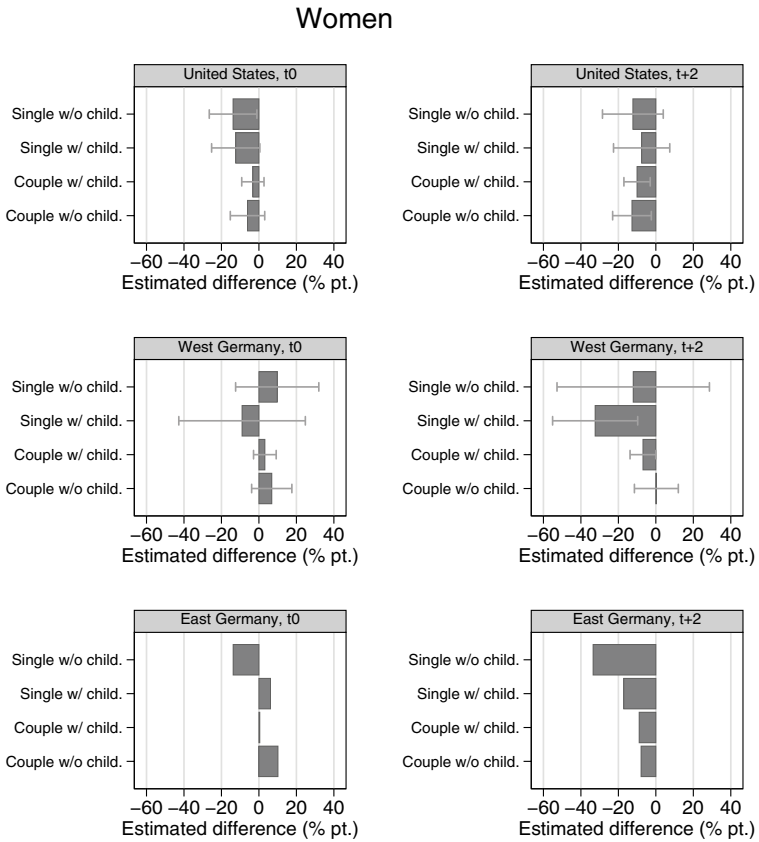 Women
United States, t0
Single w/o child.
Single w/ child.
Couple w/ child.
Couple w/o child.
−60 −40 −20 0 20 40
Estimated difference (% pt.)
United States, t+2
Single w/o child.
Single w/ child.
Couple w/ child.
Couple w/o child.
−60 −40 −20 0 20 40
Estimated difference (% pt.)
West Germany, t0
Single w/o child.
Single w/ child.
Couple w/ child.
Couple w/o child.
−60 −40 −20 0 20 40
Estimated difference (% pt.)
West Germany, t+2
Single w/o child.
Single w/ child.
Couple w/ child.
Couple w/o child.
−60 −40 −20 0 20 40
Estimated difference (% pt.)
East Germany, t0
Single w/o child.
Single w/ child.
Couple w/ child.
Couple w/o child.
−60 −40 −20 0 20 40
Estimated difference (% pt.)
East Germany, t+2
Single w/o child.
Single w/ child.
Couple w/ child.
Couple w/o child.
−60 −40 −20 0 20 40
Estimated difference (% pt.)